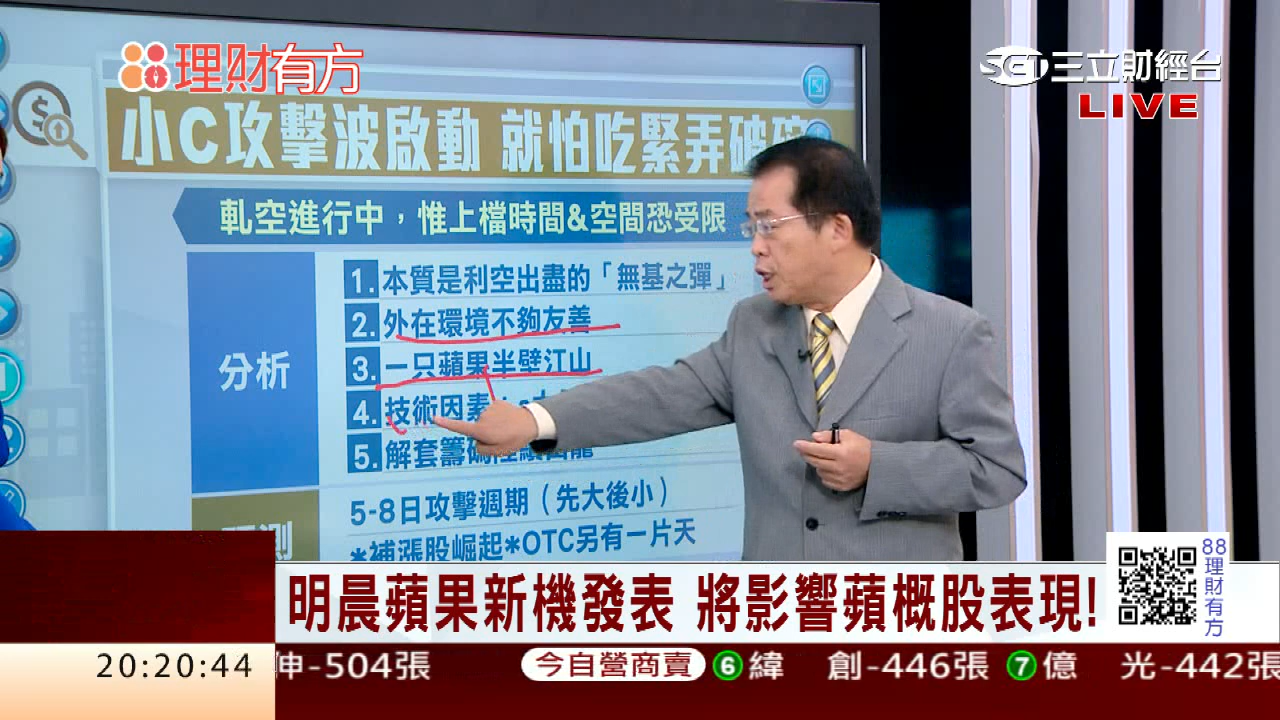 88理財有方
SET三立財經台
LIVE
小C攻擊波啟動 就怕吃緊弄破
軋空進行中，惟上檔時間&空間恐受限
分析
1.本質是利空出盡的「無基之彈」
2.外在環境不夠友善
3.一只蘋果半壁江山
4.技術因素
5.解套籌碼
測
5-8日攻擊週期（先大後小）
*補漲股崛起*OTC另有一片天
明晨蘋果新機發表 將影響蘋概股表現!
88理財有方
20:20:44
伸-504張 今自營商賣 6緯 創-446張 7億 光-442張